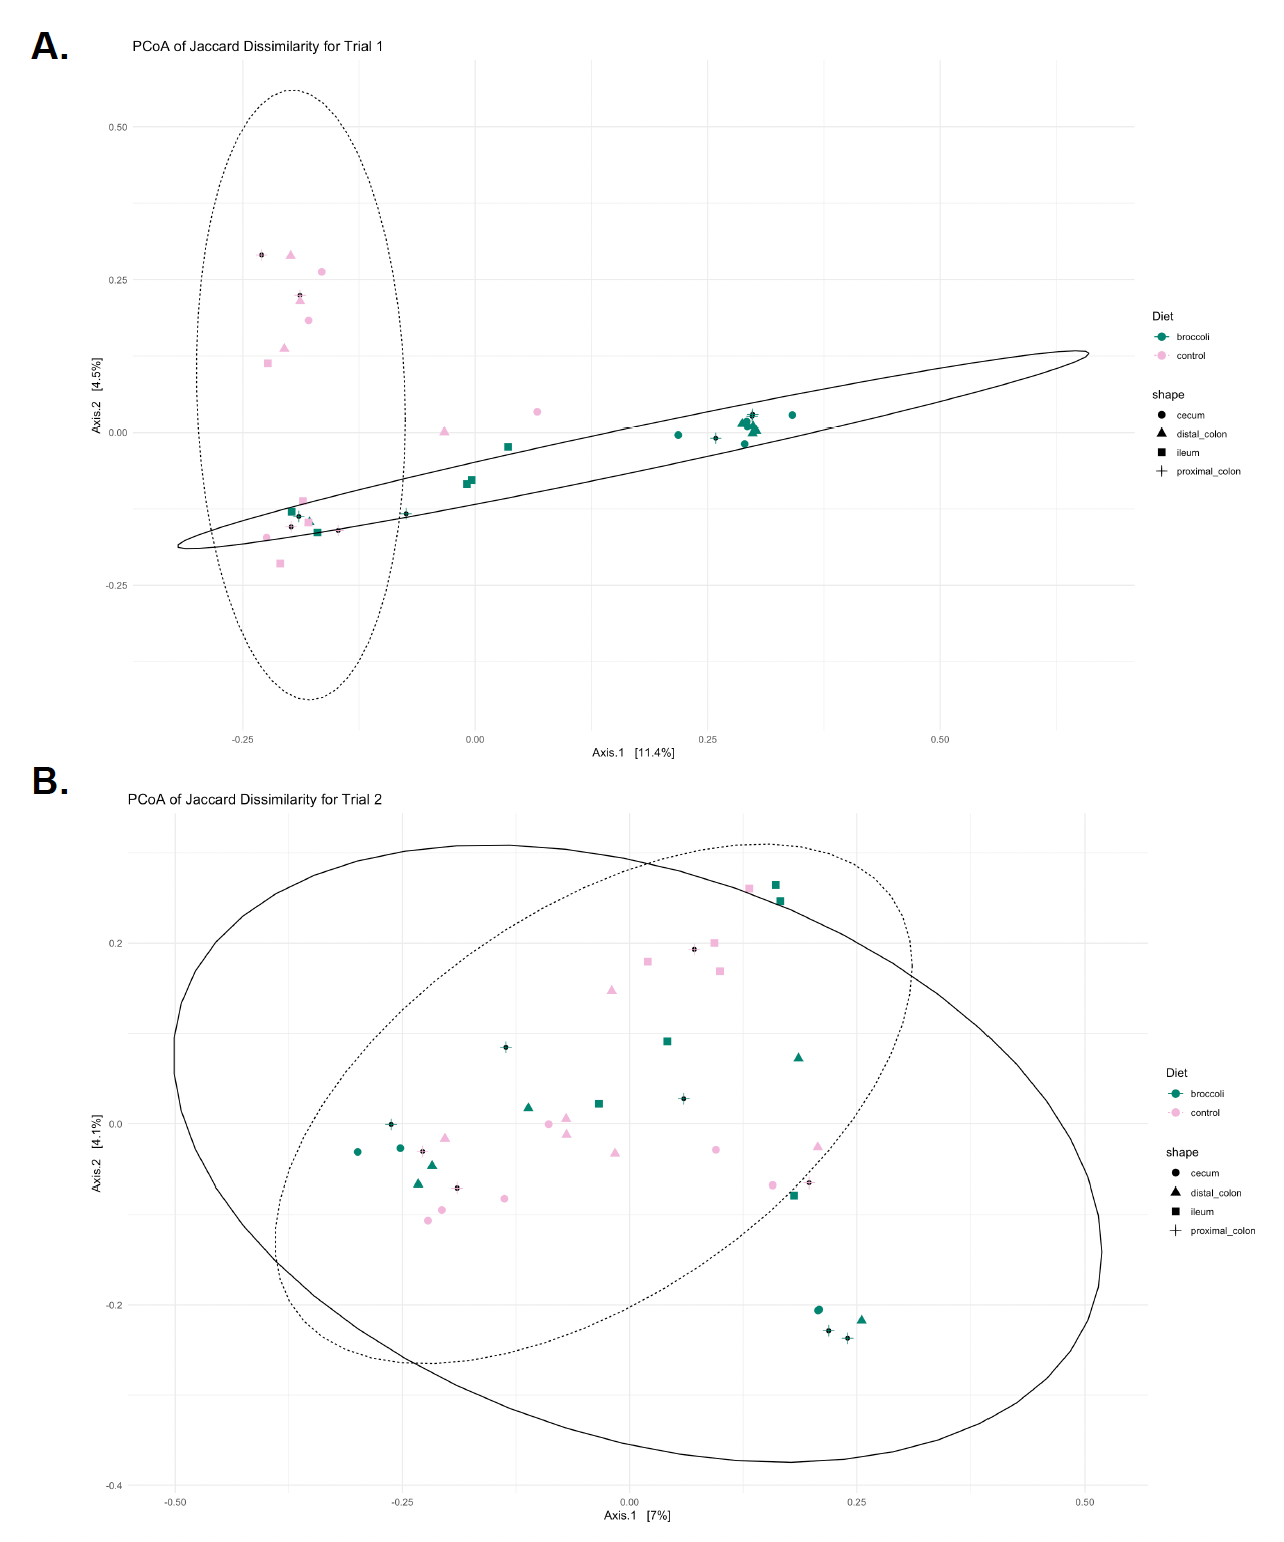 A.
PCoA of Jaccard Dissimilarity for Trial 1
0.50
0.25
0.00
-0.25
Axis.2 [4.5%]
-0.25
0.00
0.25
0.50
Axis.1 [11.4%]
Diet
broccoli
control
shape
cecum
distal_colon
ileum
proximal_colon
B.
PCoA of Jaccard Dissimilarity for Trial 2
0.2
0.0
-0.2
-0.4
Axis.2 [4.1%]
-0.50
-0.25
0.00
0.25
0.50
Axis.1 [7%]
Diet
broccoli
control
shape
cecum
distal_colon
ileum
proximal_colon